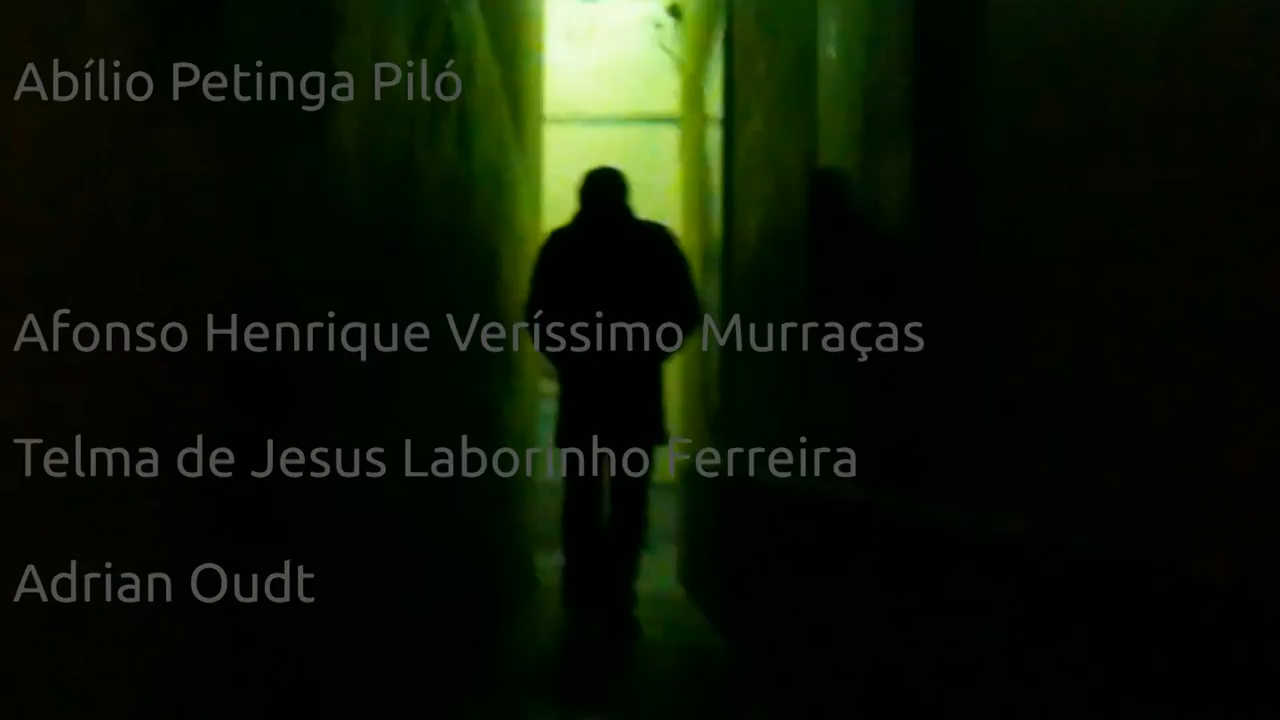 Abílio Petinga Piló
Afonso Henrique Veríssimo Murraças
Telma de Jesus Laborinho Ferreira
Adrian Oudt